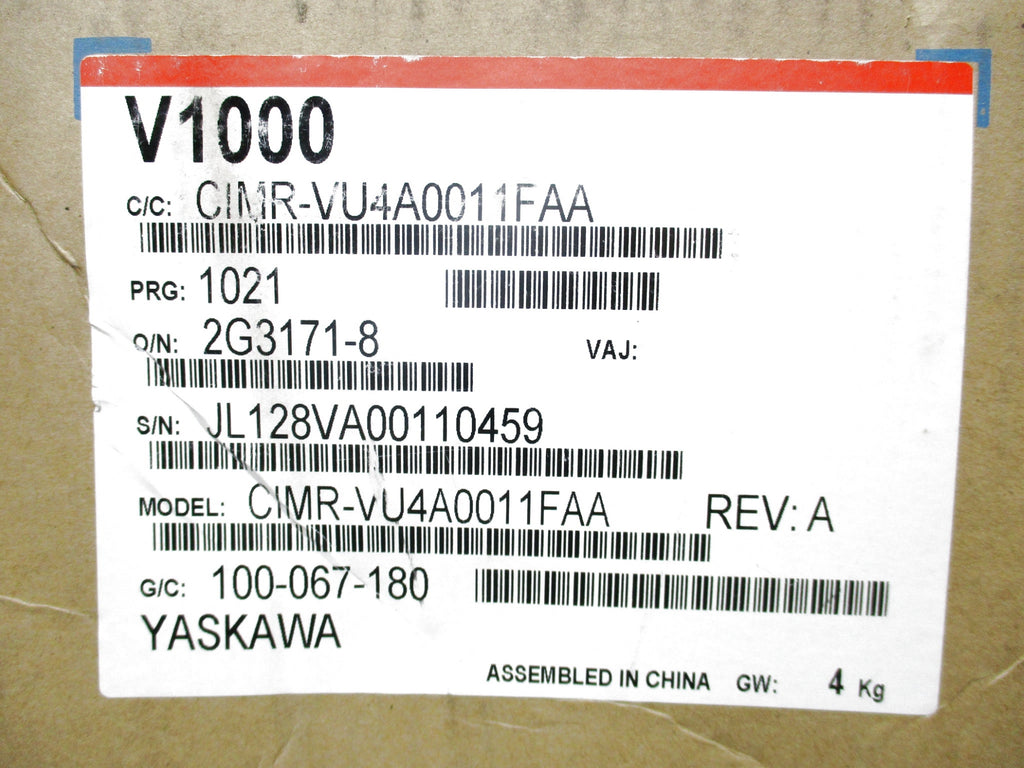 V1000
C/C: CIMR-VU4A0011FAA
PRG: 1021
O/N: 2G3171-8 VAJ:
S/N: JL128VA00110459
MODEL: CIMR-VU4A0011FAA REV: A
G/C: 100-067-180
YASKAWA
ASSEMBLED IN CHINA GW: 4 Kg